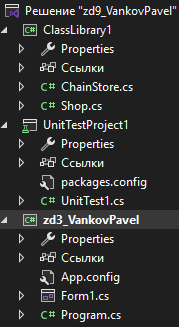 Решение "zd9_VankovPavel"
ClassLibrary1
Properties
Ссылки
ChainStore.cs
Shop.cs
UnitTestProject1
Properties
Ссылки
packages.config
UnitTest1.cs
zd3_VankovPavel
Properties
Ссылки
App.config
Form1.cs
Program.cs